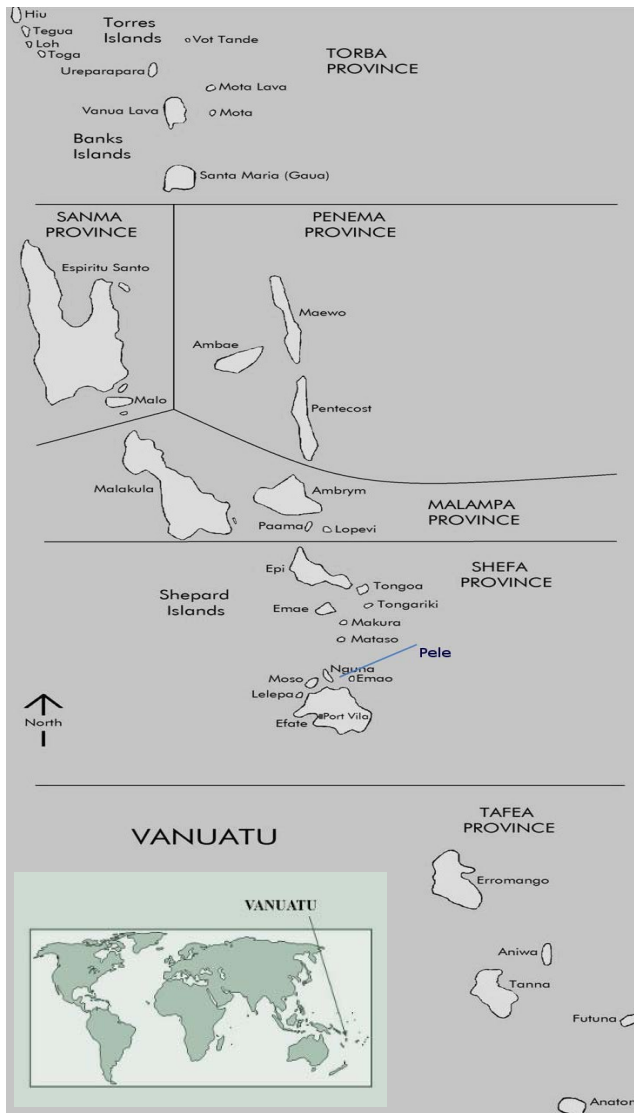 Hiu
Torres
Islands
Tegua
Loh
Toga
Vot Tande
TORBA
PROVINCE
Ureparapara
Mota Lava
Vanua Lava
Mota
Banks
Islands
Santa Maria (Gaua)
SANMA
PROVINCE
PENEMA
PROVINCE
Espiritu Santo
Maewo
Ambae
Malo
Pentecost
Malakula
Ambrym
MALAMPA
PROVINCE
Paama
Lopevi
Epi
SHEFA
PROVINCE
Shepard
Islands
Tongoa
Emae
Tongariki
Makura
Mataso
Pele
Nguna
Moso
Emao
Lelepa
Port Vila
Efate
North
VANUATU
TAFEA
PROVINCE
Erromango
VANUATU
Aniwa
Tanna
Futuna
Anatom